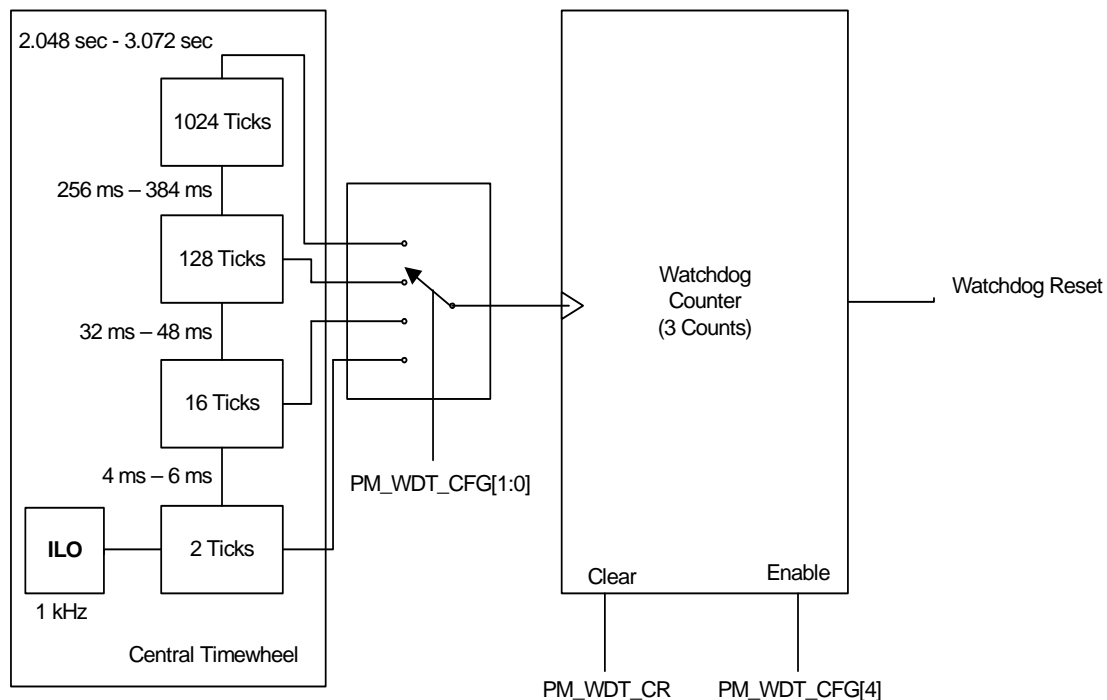 2.048 sec - 3.072 sec
1024 Ticks
256 ms – 384 ms
128 Ticks
32 ms – 48 ms
16 Ticks
4 ms – 6 ms
ILO
2 Ticks
1 kHz
Central Timewheel
PM_WDT_CFG[1:0]
Watchdog
Counter
(3 Counts)
Watchdog Reset
Clear
Enable
PM_WDT_CR
PM_WDT_CFG[4]